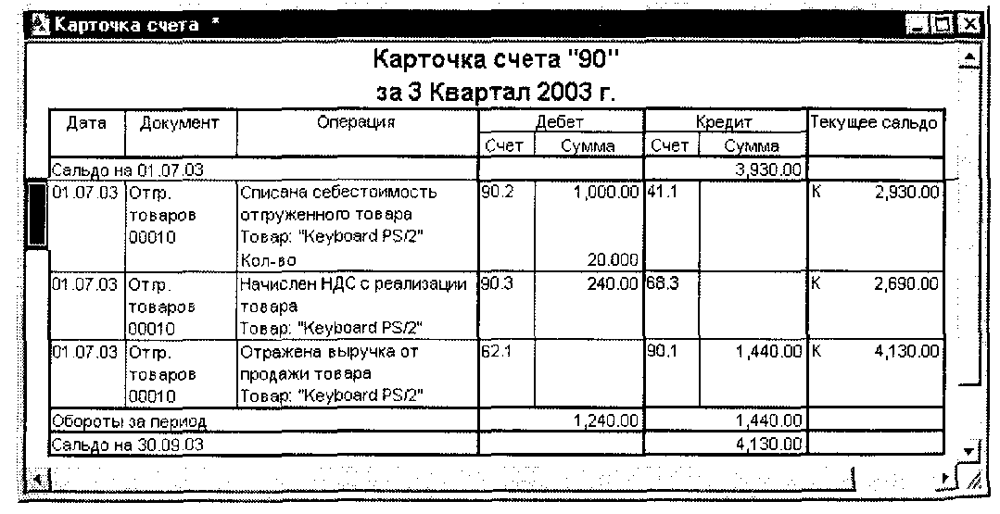 Карточка счета *
Карточка счета "90"
за 3 Квартал 2003 г.
Дата Документ Операция Дебет Кредит Текущее сальдо
Счет Сумма Счет Сумма
Сальдо на 01.07.03 3,930.00
01.07.03 Отгр. Списана себестоимость 90.2 1,000.00 41.1 К 2,930.00
товаров отгруженного товара
00010 Товар: "Keyboard PS/2"
Кол-во 20.000
01.07.03 Отгр. Начислен НДС с реализации 90.3 240.00 68.3 К 2,690.00
товаров товара
00010 Товар: "Keyboard PS/2"
01.07.03 Отгр. Отражена выручка от 62.1 90.1 1,440.00 К 4,130.00
товаров продажи товара
00010 Товар: "Keyboard PS/2"
Обороты за период 1,240.00 1,440.00
Сальдо на 30.09.03 4,130.00